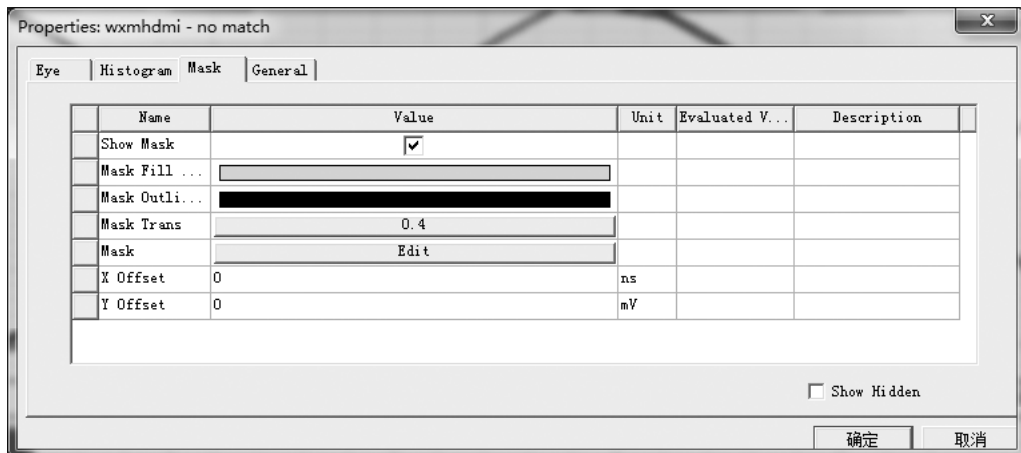 Properties: wxmhdmi - no match
Eye Histogram Mask General
Name Value Unit Evaluated V... Description
Show Mask
Mask Fill ...
Mask Outli...
Mask Trans 0.4
Mask Edit
X Offset 0 ns
Y Offset 0 mV
Show Hidden
确定 取消